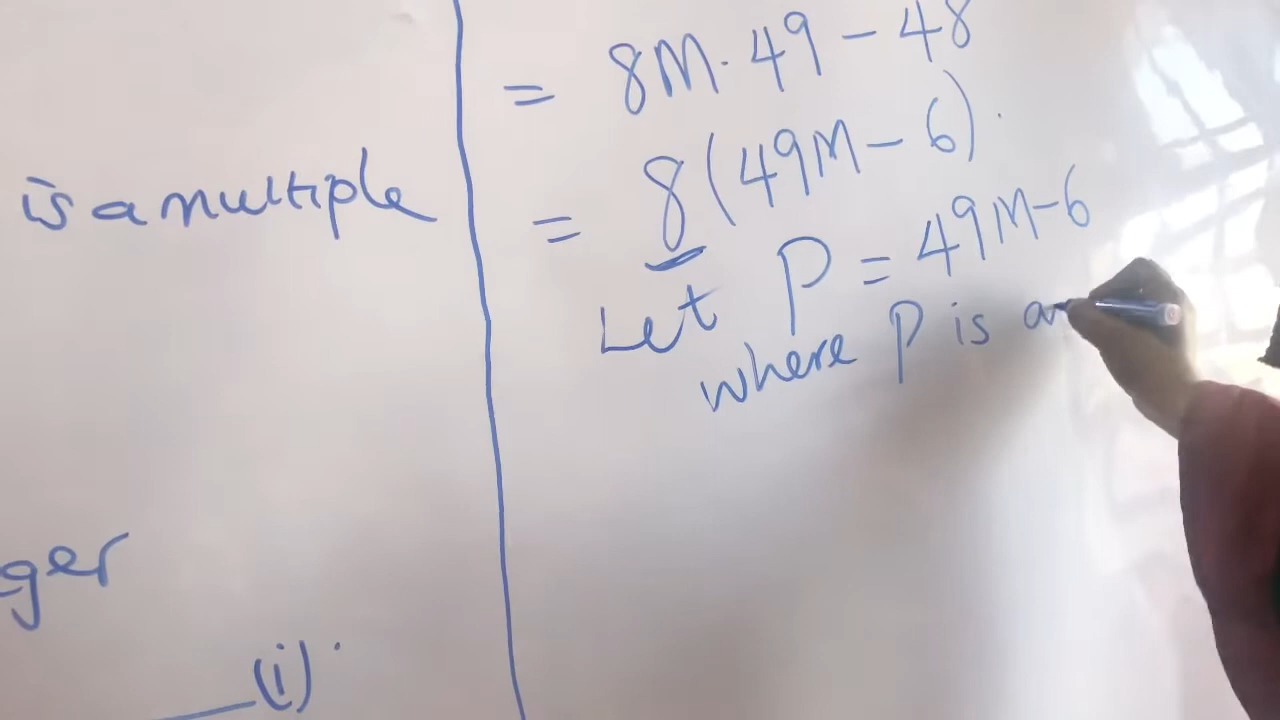 is a multiple
ger
(i).
= 8M. 49 - 48
= 8(49M - 6).
Let P = 49M-6
where P is a